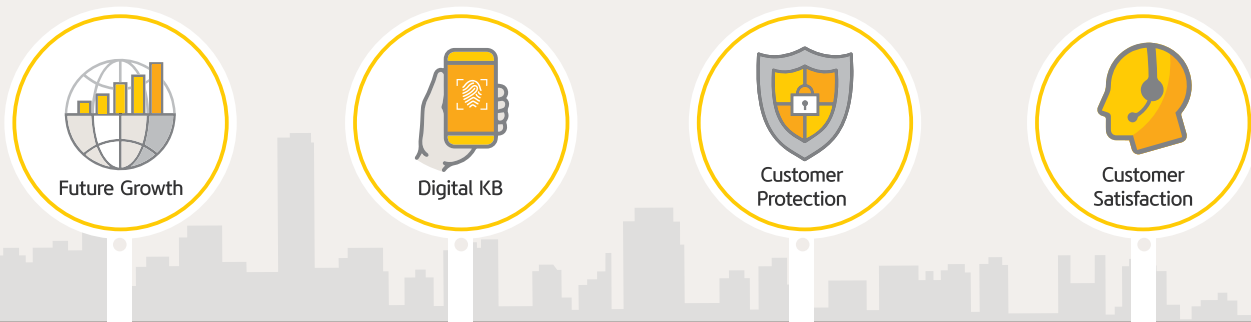 Future Growth
Digital KB
Customer
Protection
Customer
Satisfaction